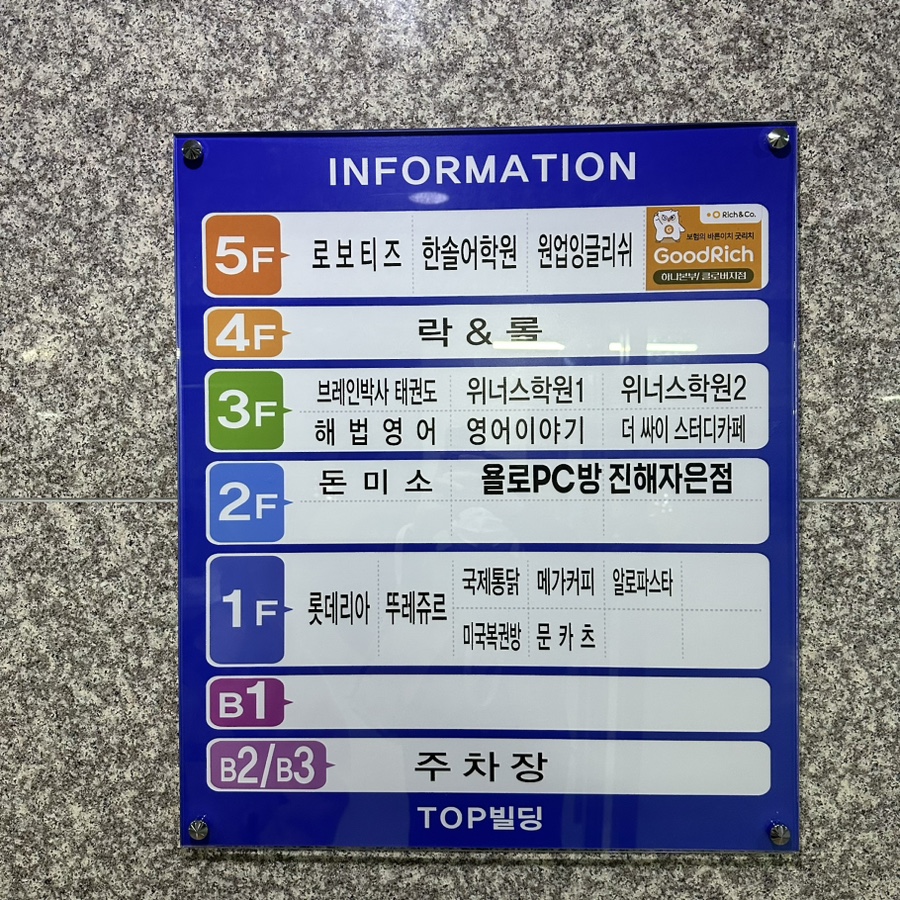 INFORMATION
5F 로보티즈 한솔어학원 원업잉글리쉬
Rich&Co.
보험의 바른이치 굿리치
GoodRich
하나본부/클로버지점
4F 락 & 롬
3F 브레인박사 태권도 위너스학원1 위너스학원2
해법영어 영어이야기 더 싸이 스터디카페
2F 돈미소 욜로PC방 진해자은점
1F 롯데리아 뚜레쥬르 국제통닭 메가커피 알로파스타
미국복권방 문카츠
B1
B2/B3 주차장
TOP빌딩